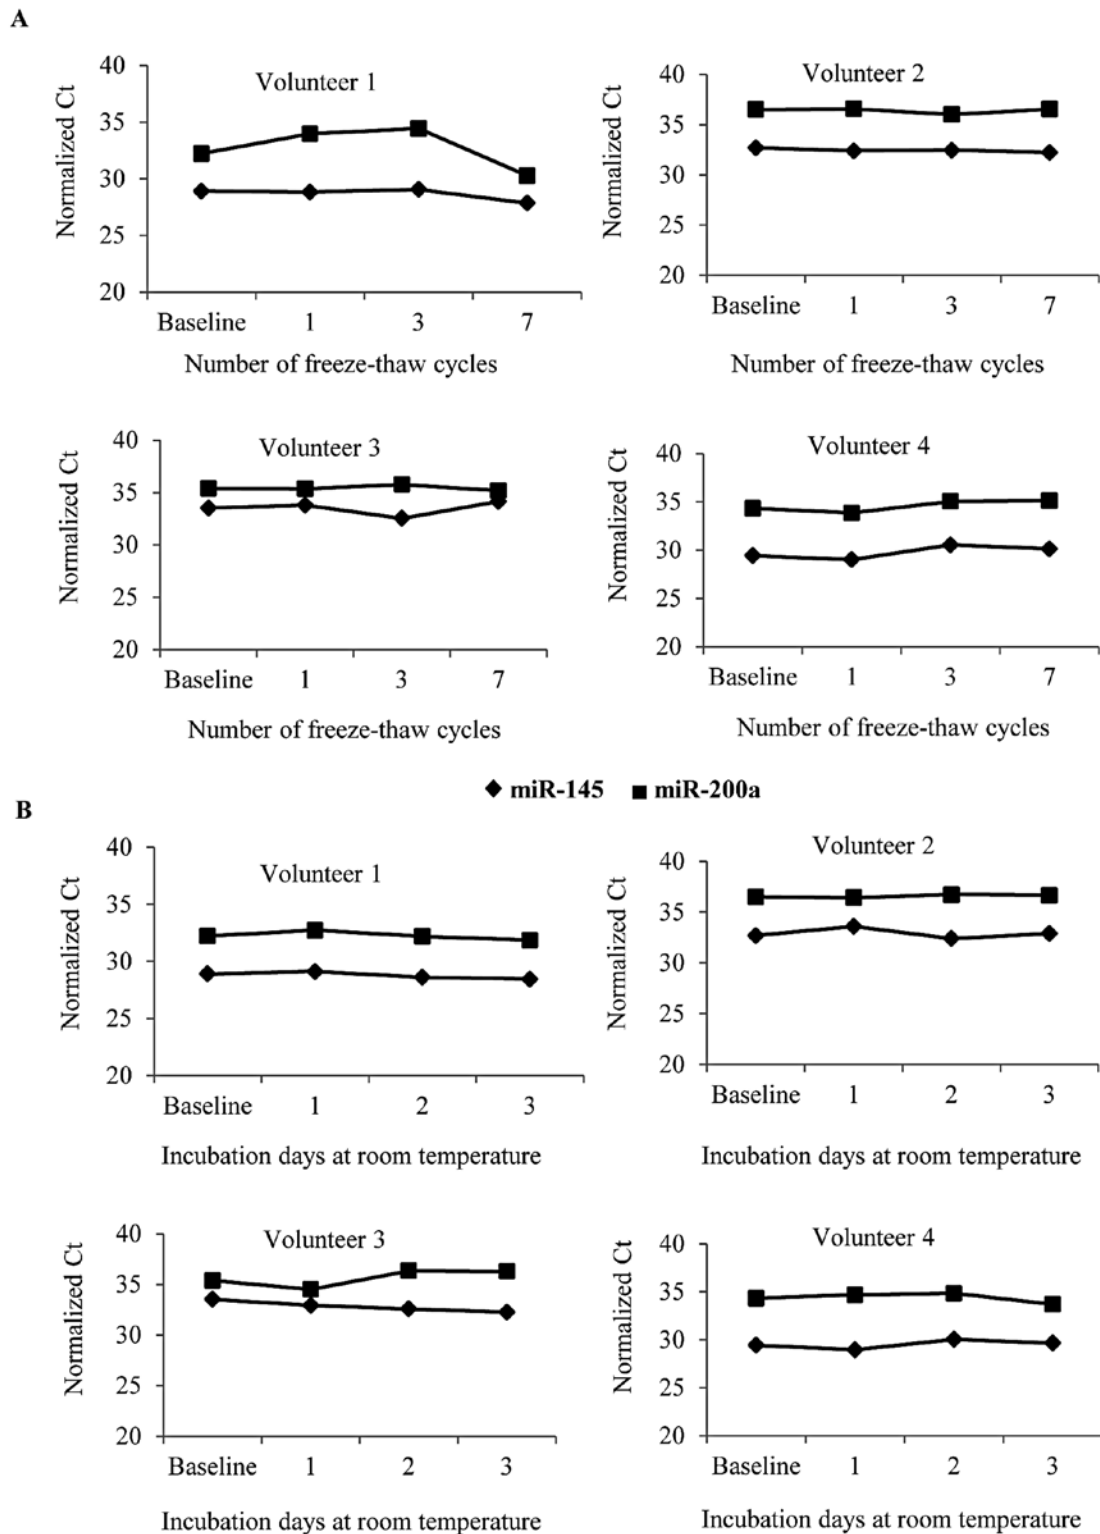 A
Volunteer 1
Normalized Ct
40
35
30
25
20
Baseline 1 3 7
Number of freeze-thaw cycles
Volunteer 2
Normalized Ct
40
35
30
25
20
Baseline 1 3 7
Number of freeze-thaw cycles
Volunteer 3
Normalized Ct
40
35
30
25
20
Baseline 1 3 7
Number of freeze-thaw cycles
Volunteer 4
Normalized Ct
40
35
30
25
20
Baseline 1 3 7
Number of freeze-thaw cycles
miR-145 miR-200a
B
Volunteer 1
Normalized Ct
40
35
30
25
20
Baseline 1 2 3
Incubation days at room temperature
Volunteer 2
Normalized Ct
40
35
30
25
20
Baseline 1 2 3
Incubation days at room temperature
Volunteer 3
Normalized Ct
40
35
30
25
20
Baseline 1 2 3
Incubation days at room temperature
Volunteer 4
Normalized Ct
40
35
30
25
20
Baseline 1 2 3
Incubation days at room temperature